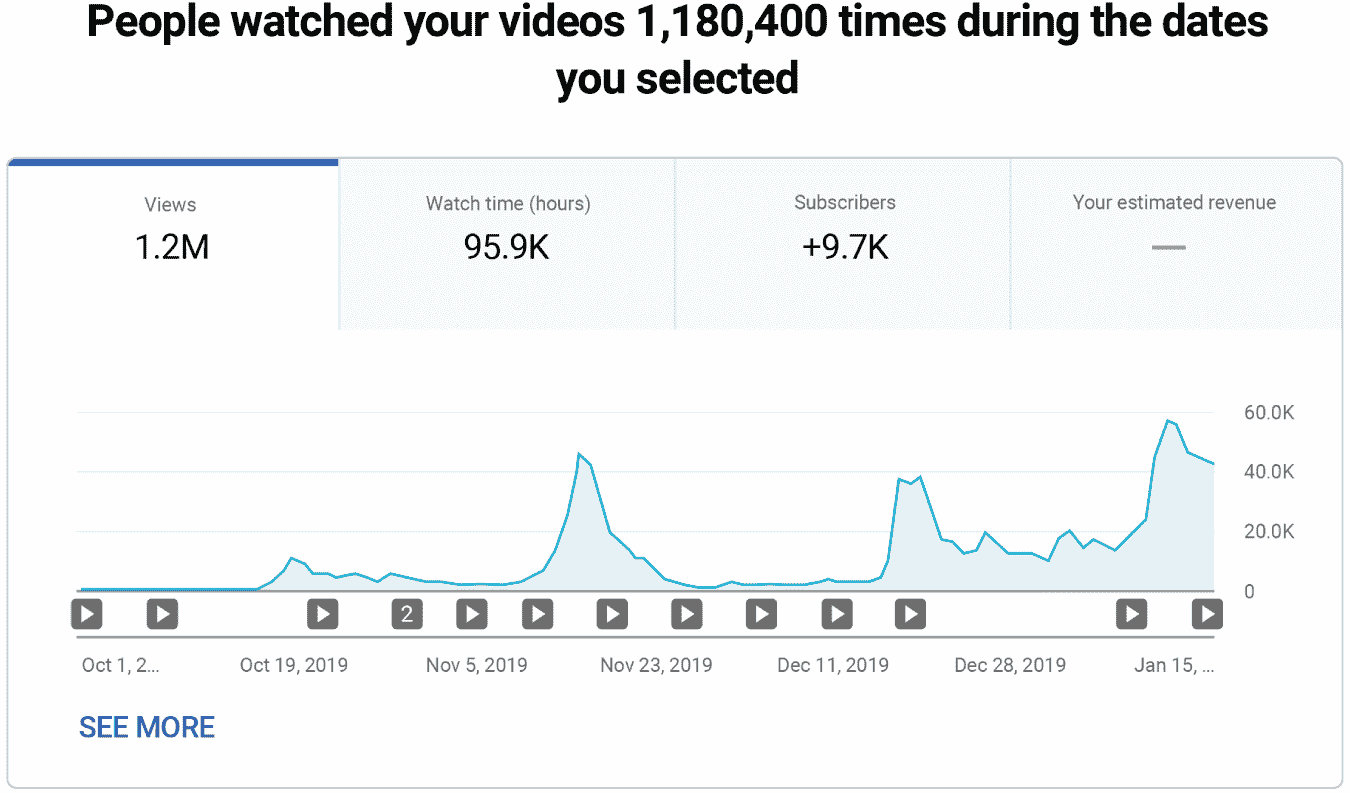 People watched your videos 1,180,400 times during the dates
you selected
Views
1.2M
Watch time (hours)
95.9K
Subscribers
+9.7K
Your estimated revenue
—
60.0K
40.0K
20.0K
0
2
Oct 1, 2...
Oct 19, 2019
Nov 5, 2019
Nov 23, 2019
Dec 11, 2019
Dec 28, 2019
Jan 15, ...
SEE MORE